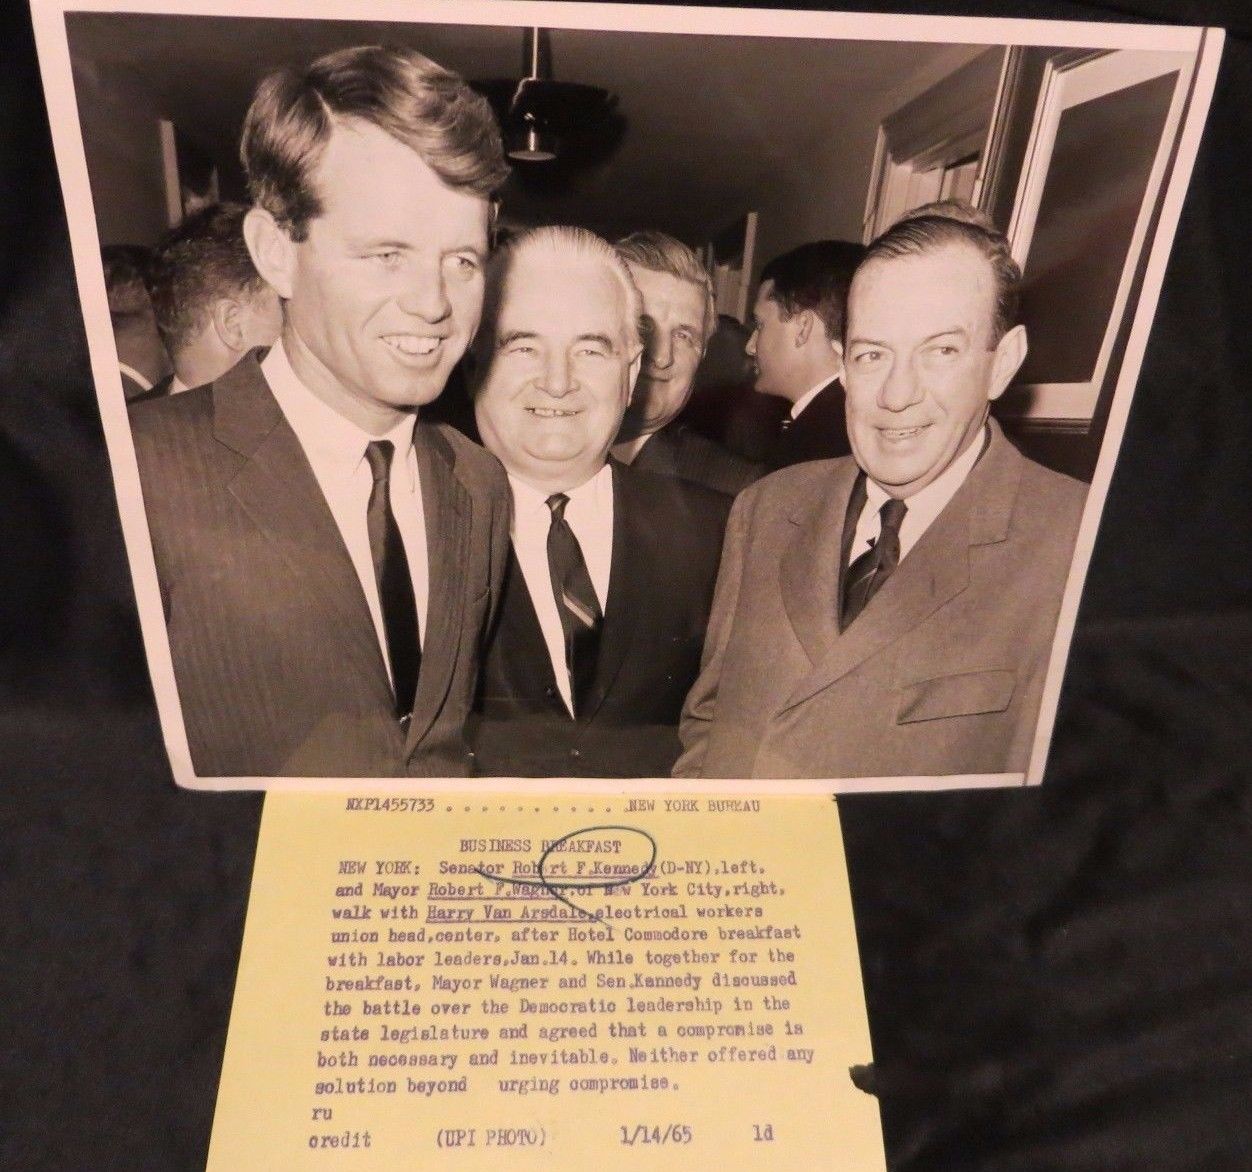 NXP1455733 . . . . . . . . . . .NEW YORK BUREAU
BUSINESS BREAKFAST
NEW YORK: Senator Robert F.Kennedy(D-NY),left,
and Mayor Robert F.Wagner,of New York City,right,
walk with Harry Van Arsdale,electrical workers
union head,center, after Hotel Commodore breakfast
with labor leaders,Jan.14. While together for the
breakfast, Mayor Wagner and Sen.Kennedy discussed
the battle over the Democratic leadership in the
state legislature and agreed that a compromise is
both necessary and inevitable. Neither offered any
solution beyond urging compromise.
ru
credit (UPI PHOTO) 1/14/65 ld